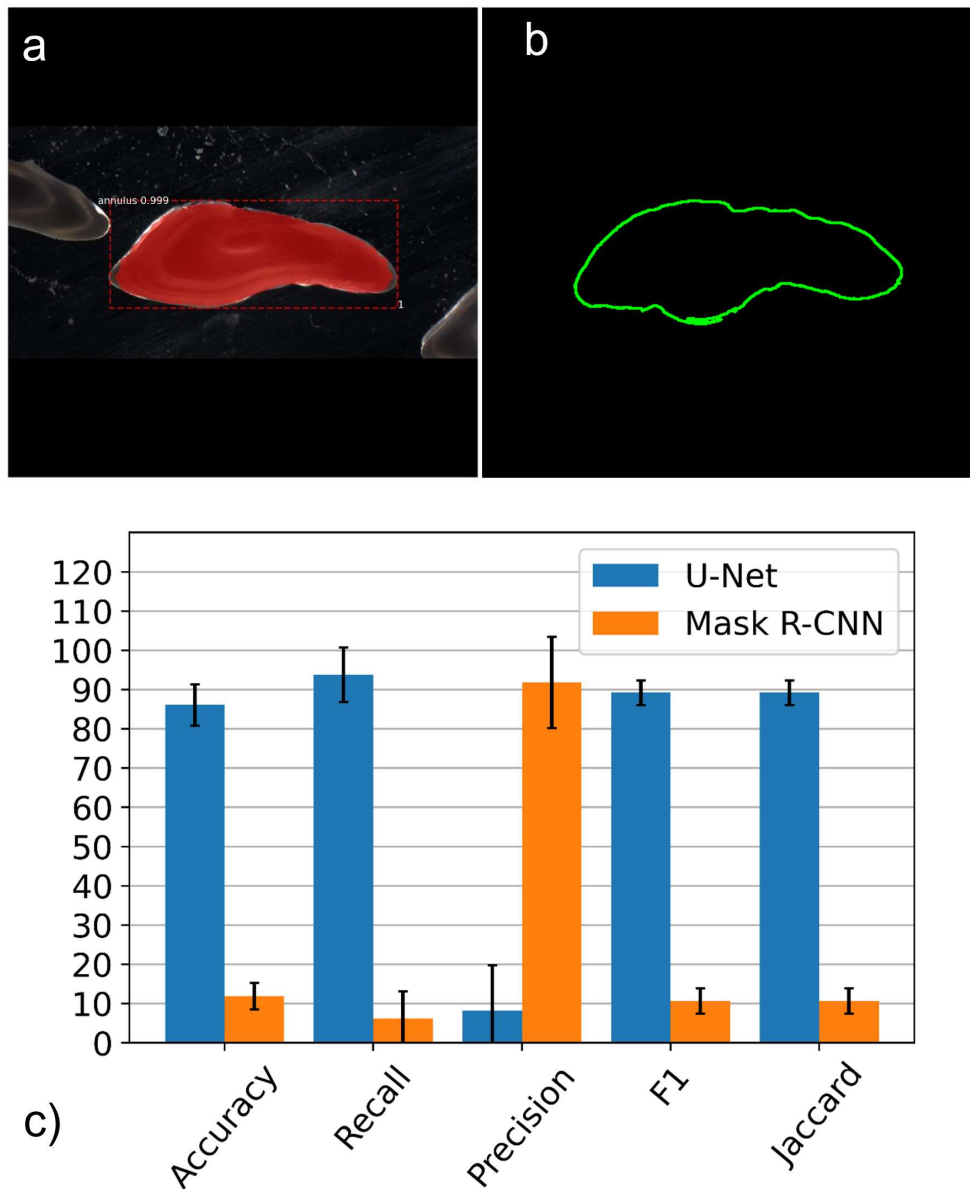 a
b
annulus 0.999
1
120
110
100
90
80
70
60
50
40
30
20
10
0
U-Net
Mask R-CNN
Accuracy
Recall
Precision
F1
Jaccard
c)